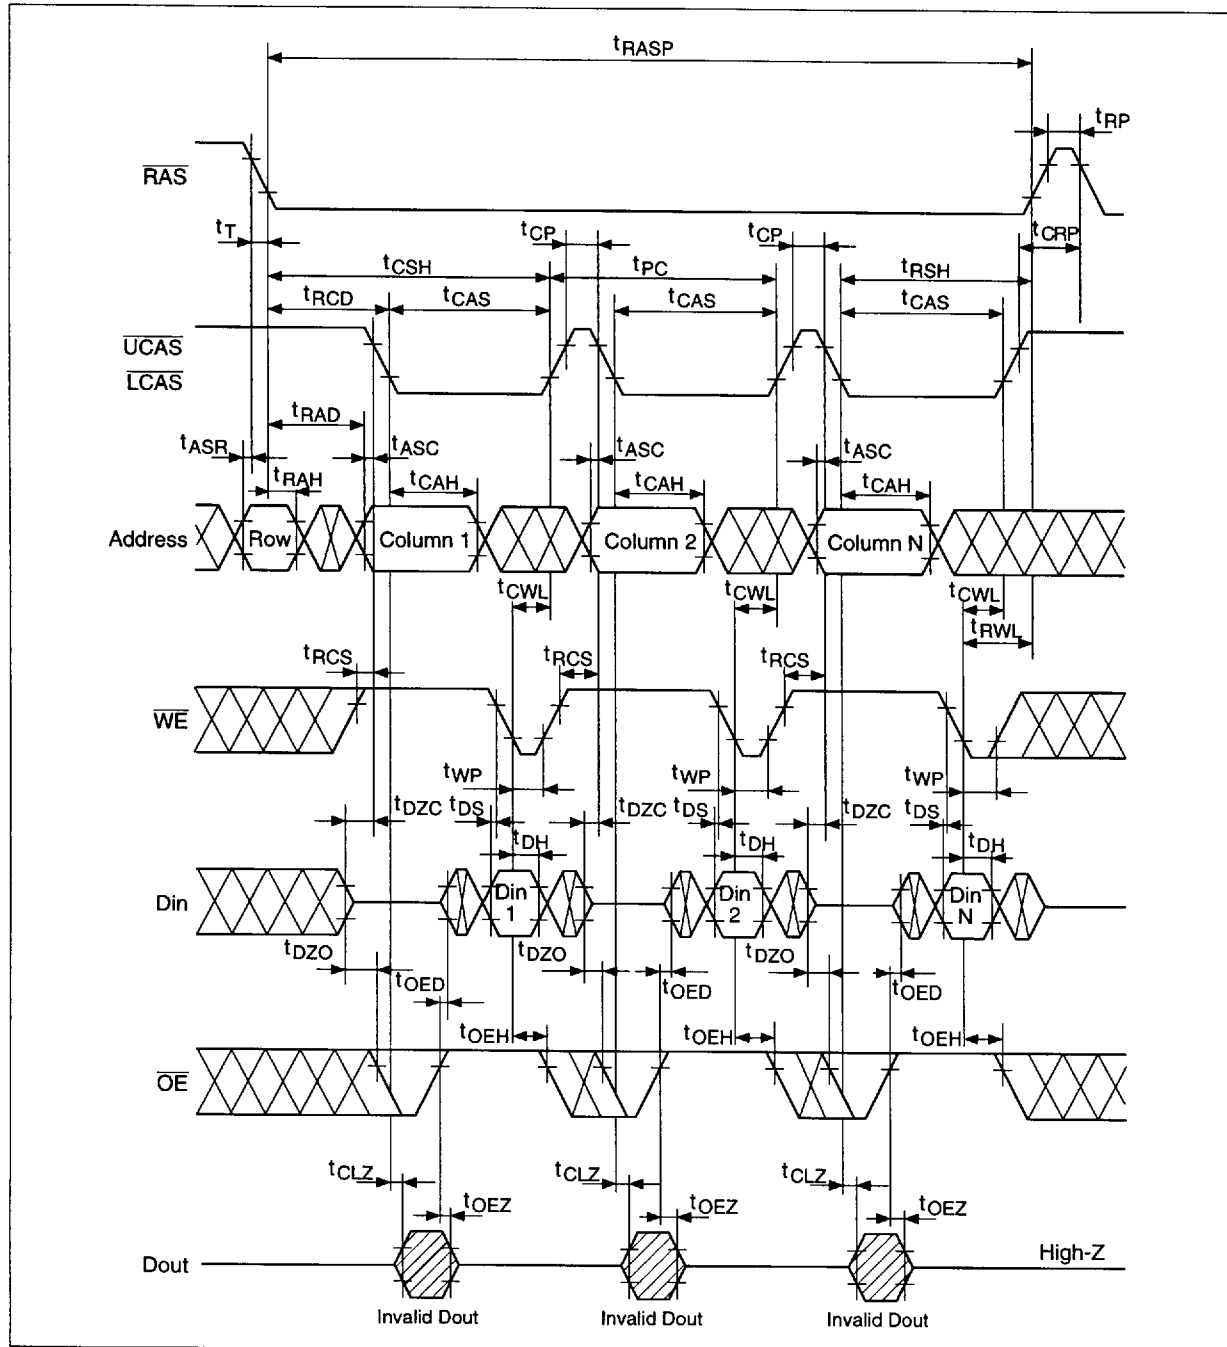 tRASP
tRP
RAS
tT
tCP
tCP
tCRP
tCSH
tPC
tRSH
tRCD
tCAS
tCAS
tCAS
UCAS
LCAS
tRAD
tASR
tASC
tASC
tASC
tRAH
tCAH
tCAH
tCAH
Address
Row
Column 1
Column 2
Column N
tCWL
tCWL
tCWL
tRWL
tRCS
tRCS
tRCS
WE
tWP
tWP
tWP
tDZC
tDS
tDZC
tDS
tDZC
tDS
tDH
tDH
tDH
Din
Din
1
Din
2
Din
N
tDZO
tDZO
tDZO
tOED
tOED
tOED
tOEH
tOEH
tOEH
OE
tCLZ
tCLZ
tCLZ
tOEZ
tOEZ
tOEZ
Dout
High-Z
Invalid Dout
Invalid Dout
Invalid Dout